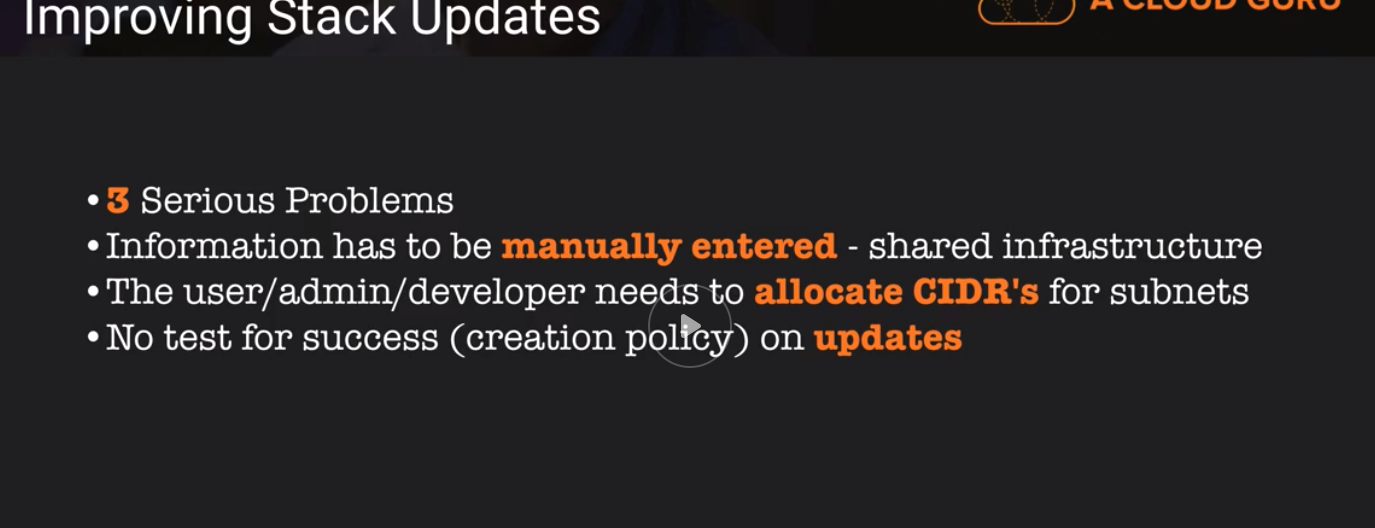 Improving Stack Updates
A CLOUD GURU
•3 Serious Problems
•Information has to be manually entered - shared infrastructure
•The user/admin/developer needs to allocate CIDR's for subnets
•No test for success (creation policy) on updates